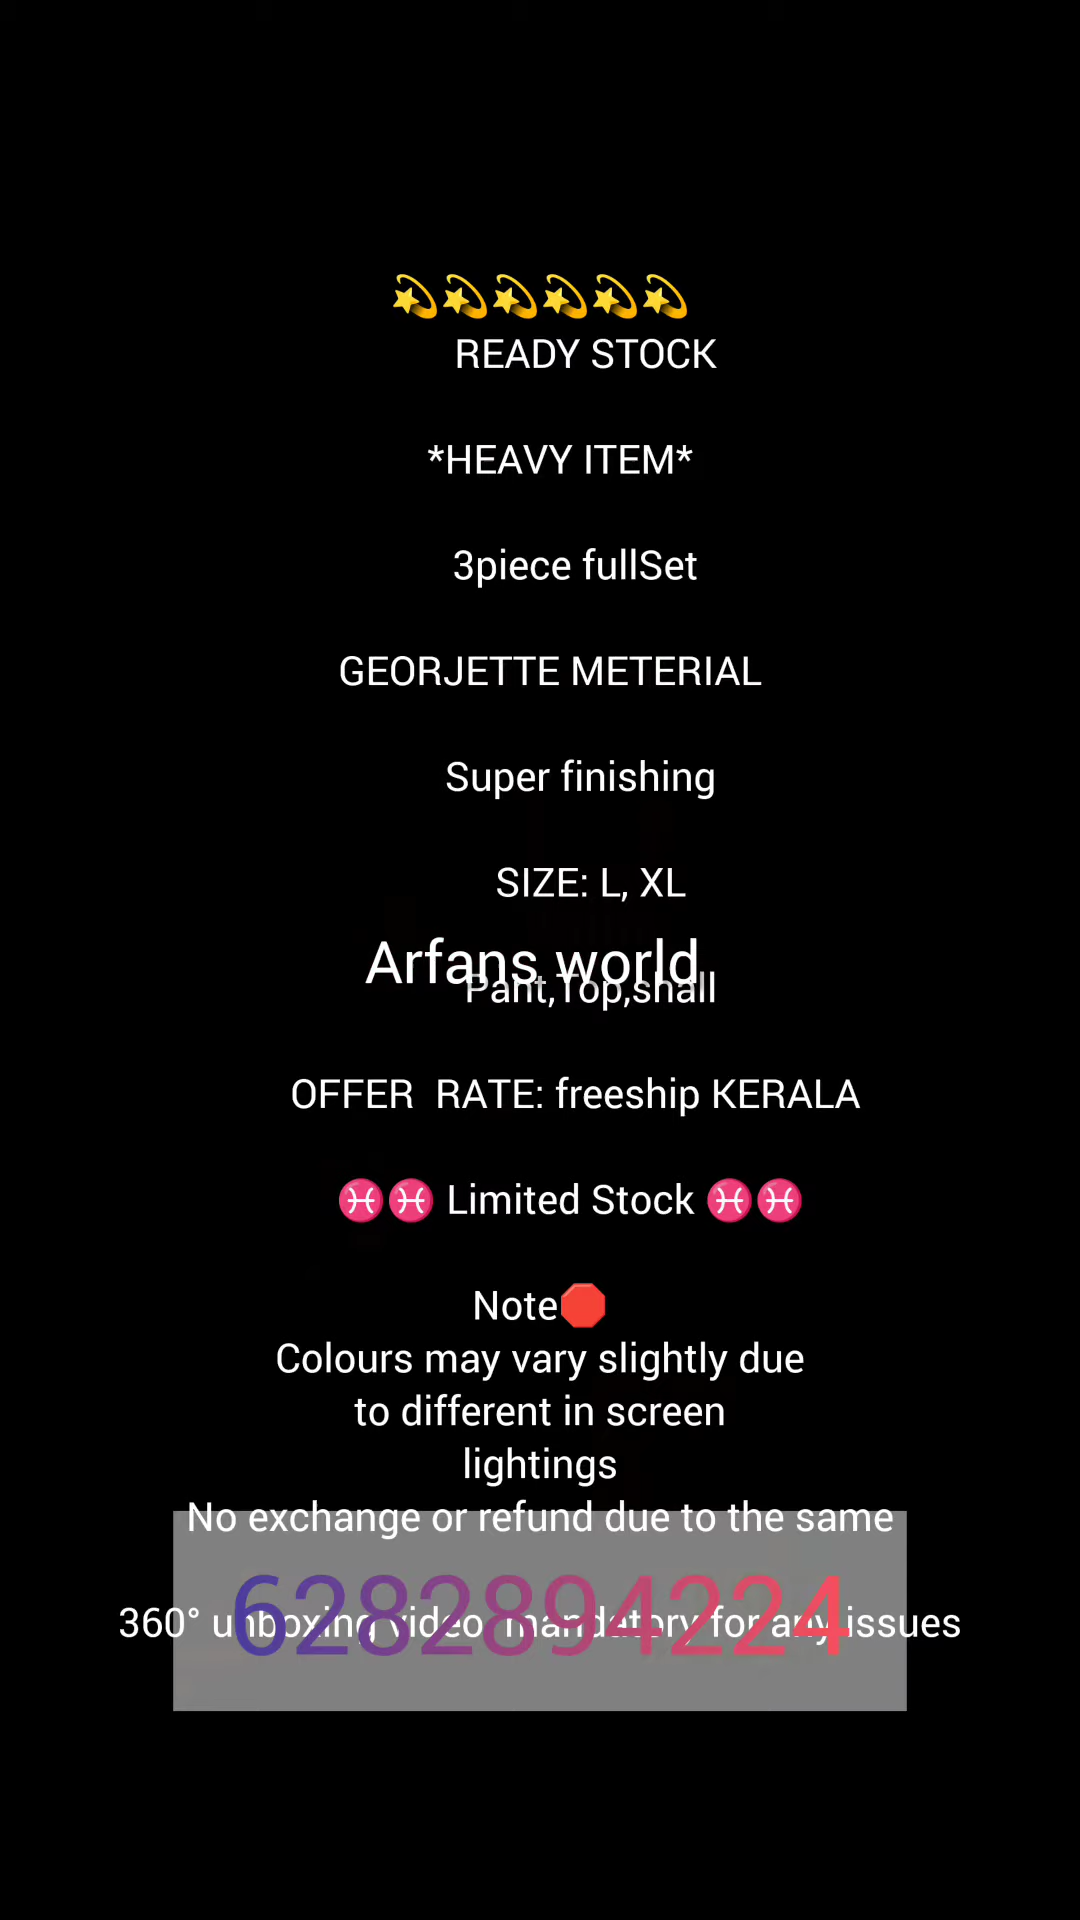 💫💫💫💫💫💫
READY STOCK
*HEAVY ITEM*
3piece fullSet
GEORJETTE METERIAL
Super finishing
SIZE: L, XL
Arfans world
Pant,Top,shall
OFFER  RATE: freeship KERALA
♓♓ Limited Stock ♓♓
Note🛑
Colours may vary slightly due
to different in screen
lightings
No exchange or refund due to the same
6282894224
360° unboxing video mandatory for any issues